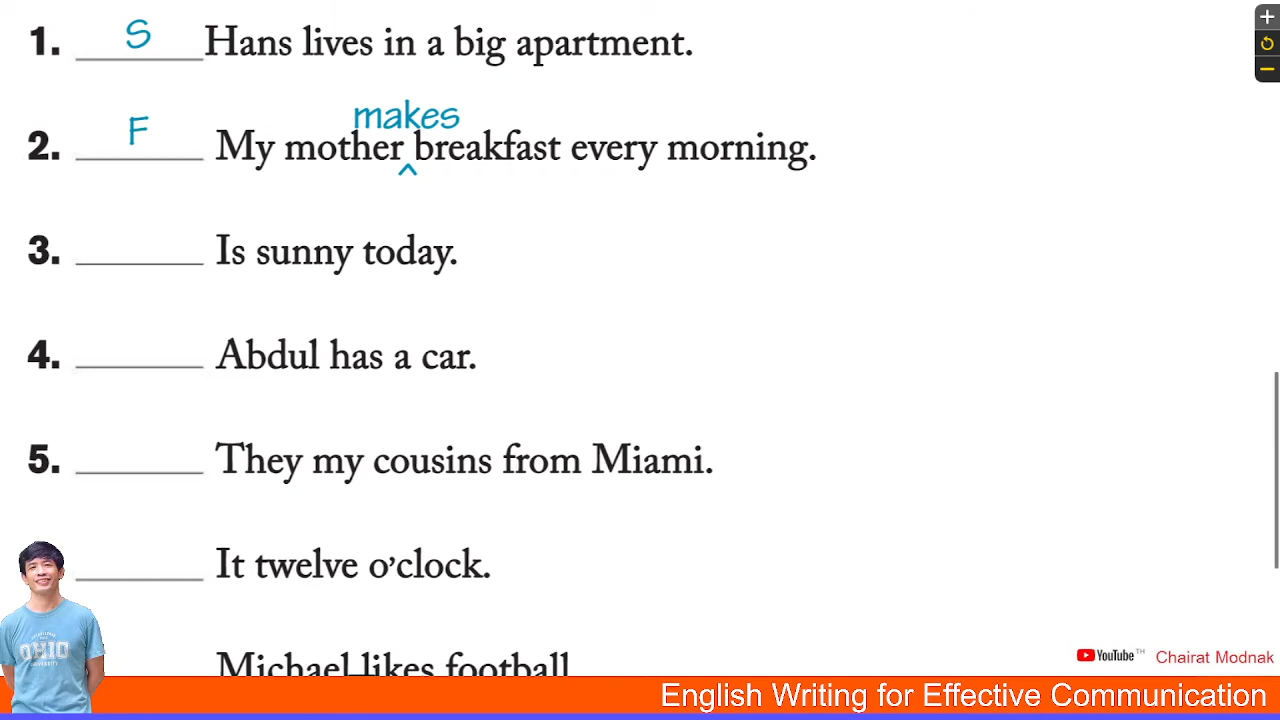 1. S Hans lives in a big apartment.
makes
2. F My mother ^ breakfast every morning.
3. Is sunny today.
4. Abdul has a car.
5. They my cousins from Miami.
It twelve o’clock.
Michael likes football
OHIO
YouTube TH Chairat Modnak
English Writing for Effective Communication